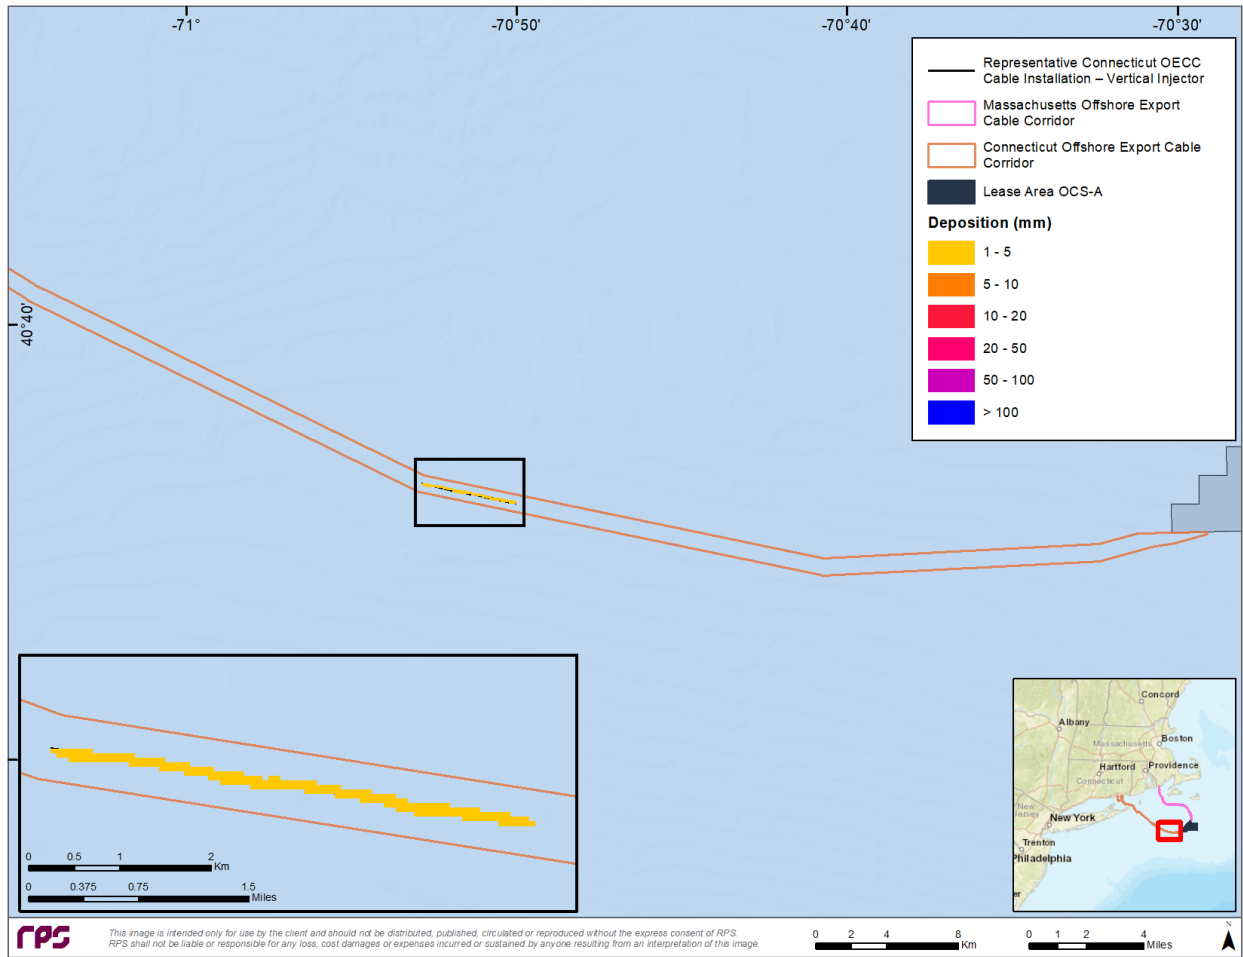 -71°
-70°50'
-70°40'
-70°30'
40°40'
Representative Connecticut OECC
Cable Installation – Vertical Injector
Massachusetts Offshore Export
Cable Corridor
Connecticut Offshore Export Cable
Corridor
Lease Area OCS-A
Deposition (mm)
1 - 5
5 - 10
10 - 20
20 - 50
50 - 100
> 100
0 0.5 1 2
Km
0 0.375 0.75 1.5
Miles
Concord
Albany
Massachusetts
Boston
Hartford
Providence
Connecticut
New
Jersey
New York
Trenton
Philadelphia
er
rps
This image is intended only for use by the client and should not be distributed, published, circulated or reproduced without the express consent of RPS.
RPS shall not be liable or responsible for any loss, cost damages or expenses incurred or sustained by anyone resulting from an interpretation of this image.
0 2 4 8
Km
0 1 2 4
Miles
N